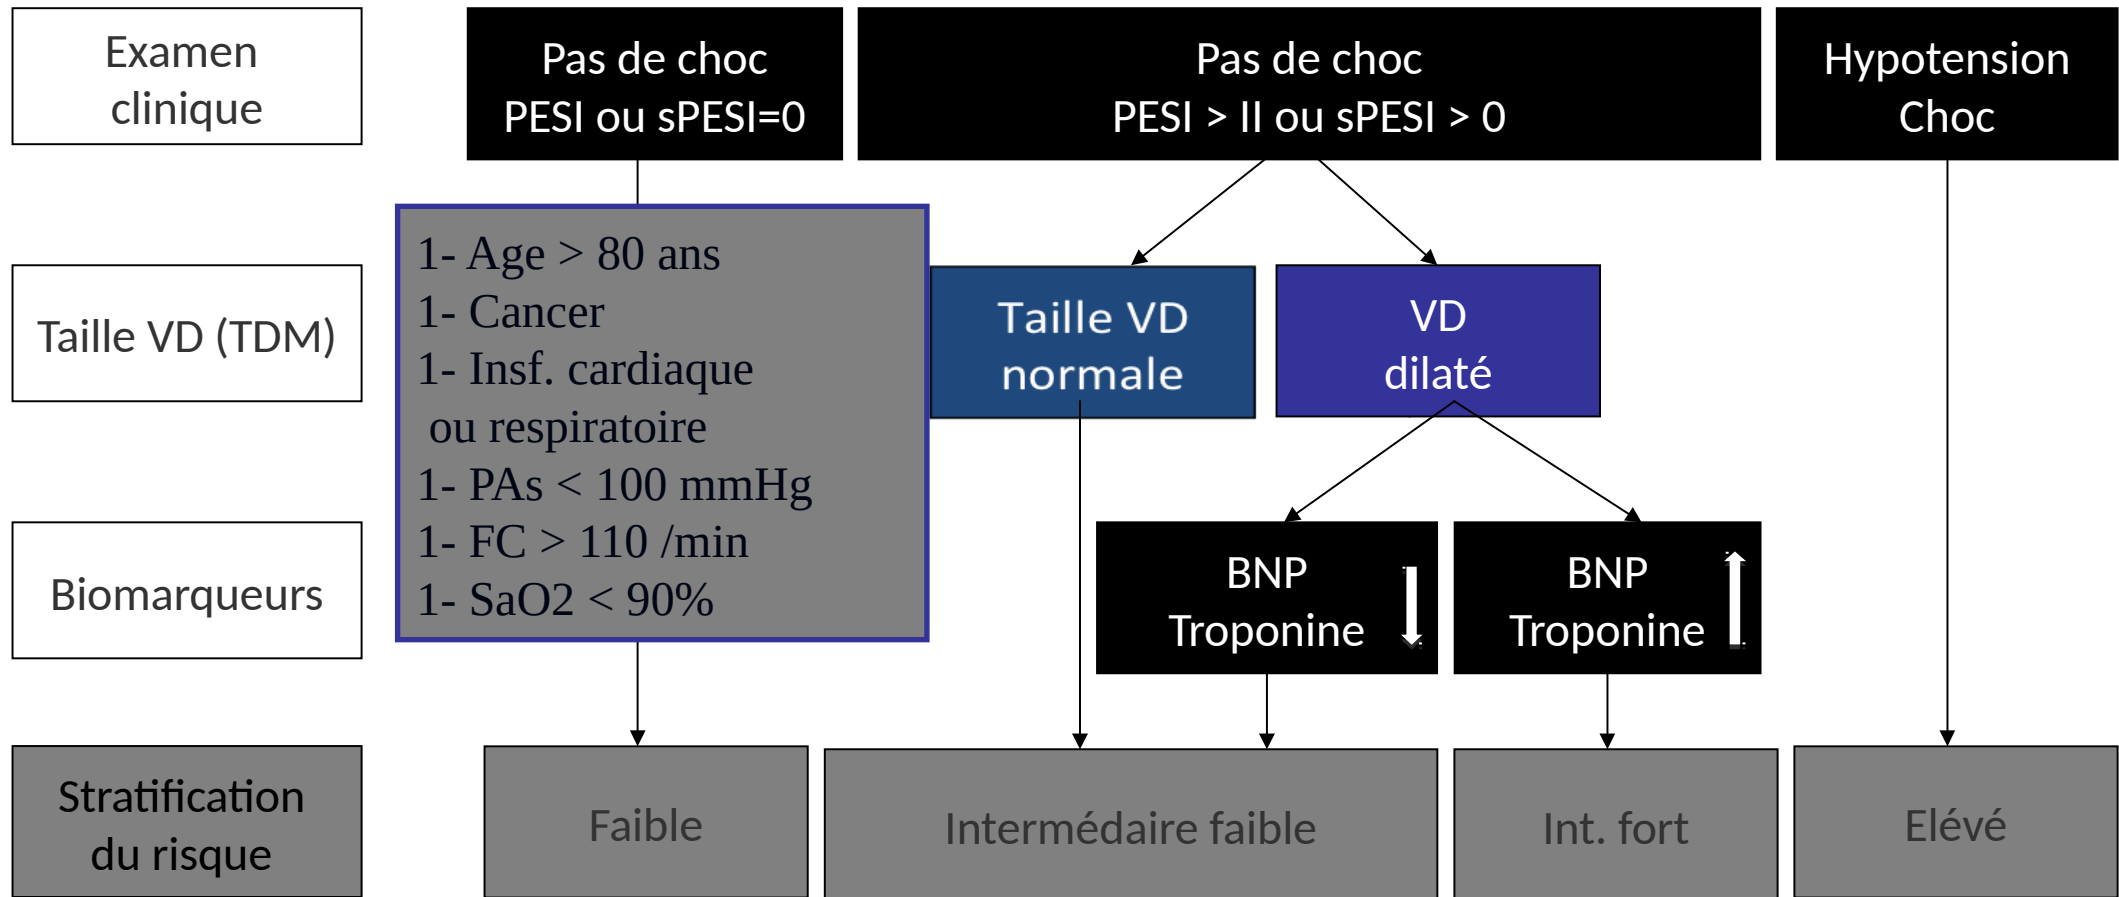 Examen
clinique
Pas de choc
PESI ou sPESI=0
Pas de choc
PESI > II ou sPESI > 0
Hypotension
Choc
Taille VD (TDM)
1- Age > 80 ans
1- Cancer
1- Insf. cardiaque
ou respiratoire
1- PAs < 100 mmHg
1- FC > 110 /min
1- SaO2 < 90%
Taille VD
normale
VD
dilaté
Biomarqueurs
BNP
Troponine
BNP
Troponine
Stratification
du risque
Faible
Intermédaire faible
Int. fort
Elévé